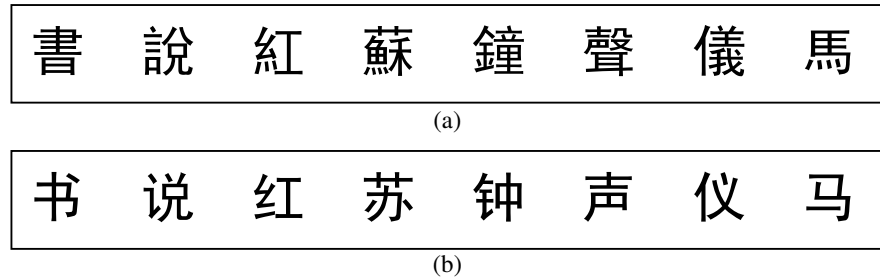 書 說 紅 蘇 鐘 聲 儀 馬
(a)
书 说 红 苏 钟 声 仪 马
(b)